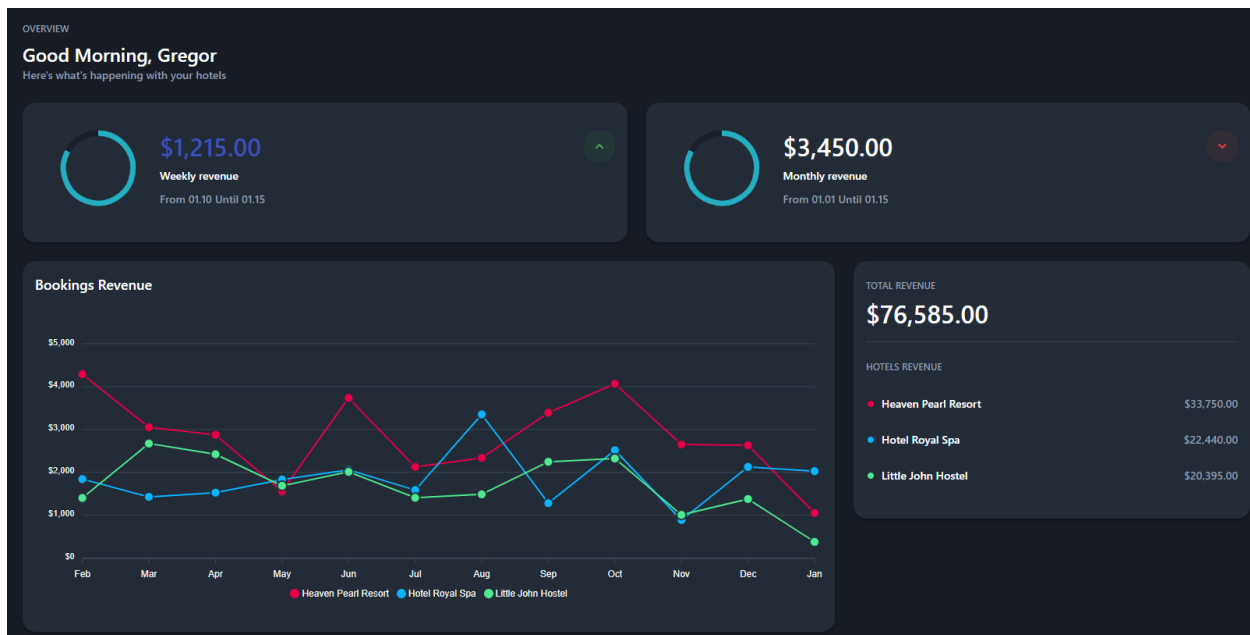 OVERVIEW
Good Morning, Gregor
Here's what's happening with your hotels
$1,215.00
Weekly revenue
From 01.10 Until 01.15
$3,450.00
Monthly revenue
From 01.01 Until 01.15
Bookings Revenue
$5,000
$4,000
$3,000
$2,000
$1,000
$0
Feb Mar Apr May Jun Jul Aug Sep Oct Nov Dec Jan
Heaven Pearl Resort Hotel Royal Spa Little John Hostel
TOTAL REVENUE
$76,585.00
HOTELS REVENUE
Heaven Pearl Resort $33,750.00
Hotel Royal Spa $22,440.00
Little John Hostel $20,395.00